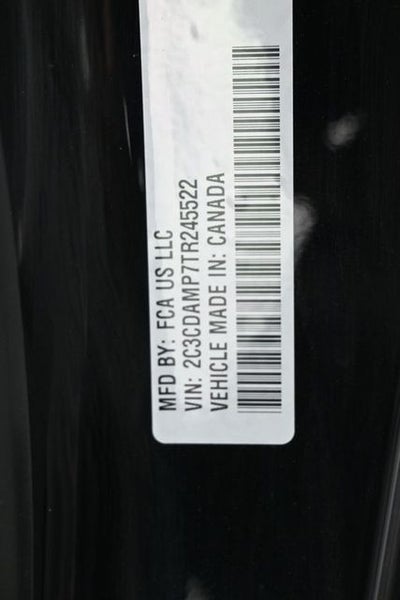 MFD BY: FCA US LLC
VIN: 2C3CDAMP7TR245522
VEHICLE MADE IN: CANADA